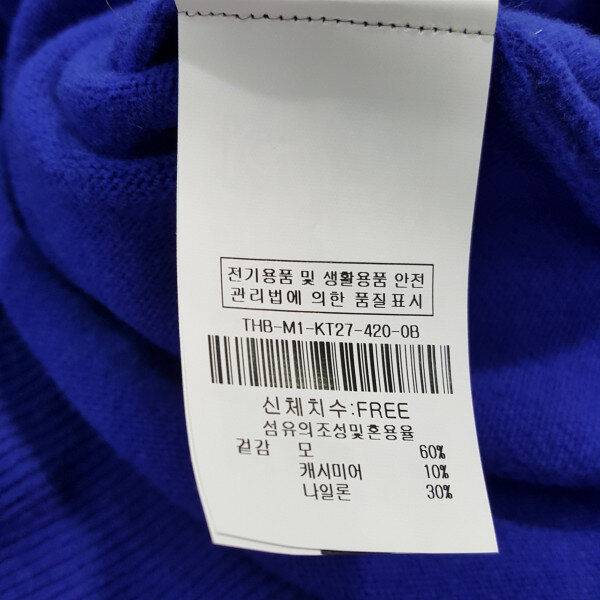 전기용품 및 생활용품 안전
관리법에 의한 품질표시
THB-M1-KT27-420-0B
신체치수:FREE
섬유의조성및혼용율
겉감 모 60%
캐시미어 10%
나일론 30%